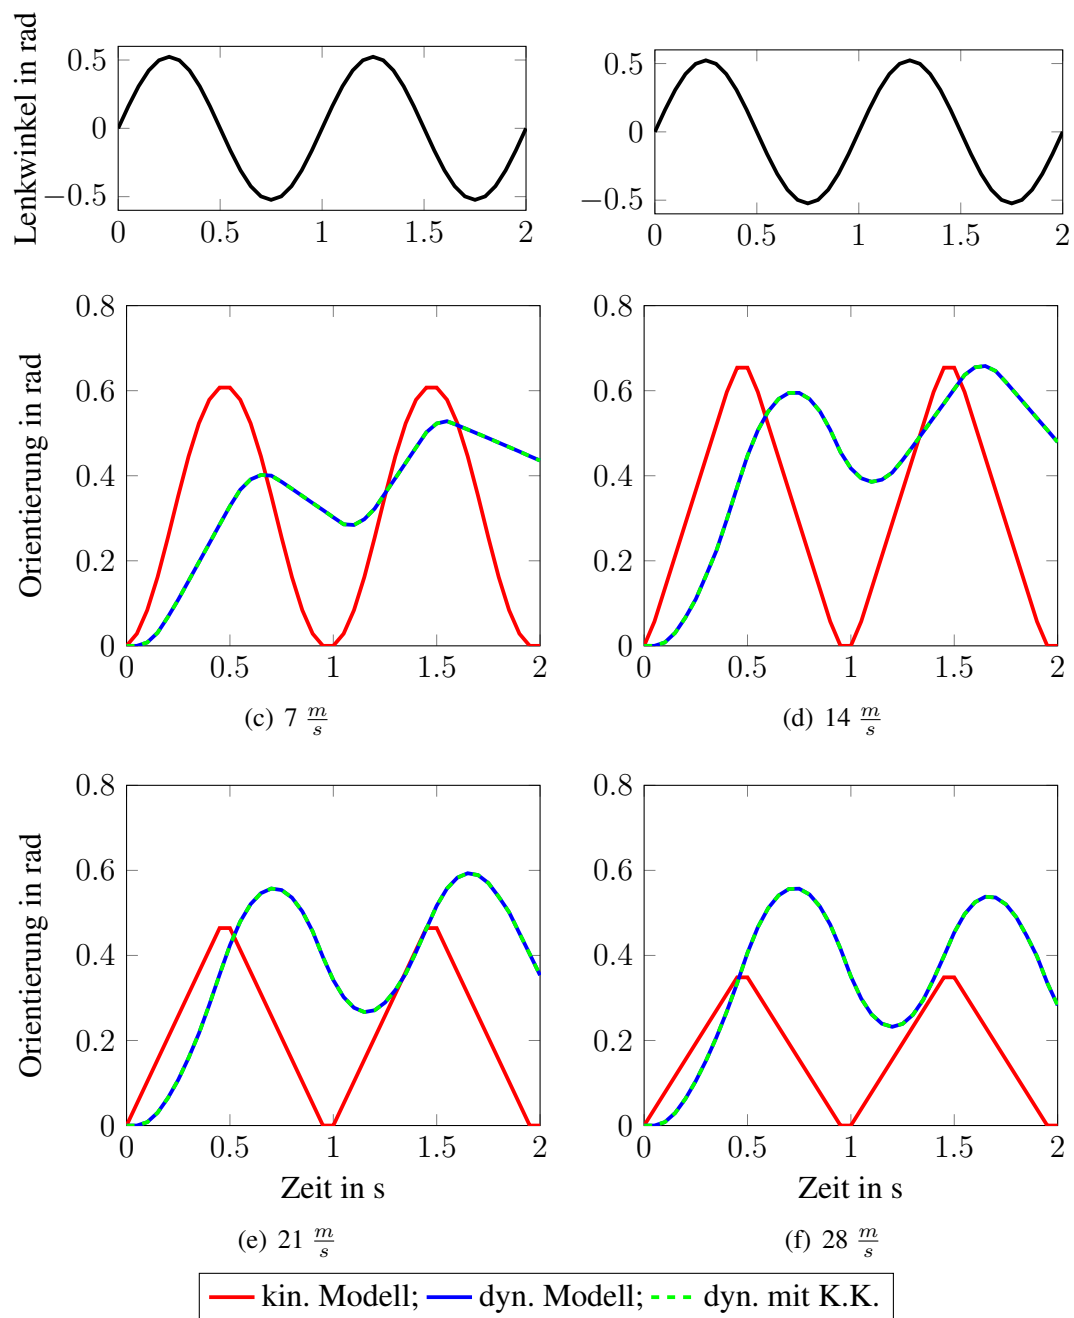 Lenkwinkel in rad
0.5
0
−0.5
0 0.5 1 1.5 2
0.5
0
−0.5
0 0.5 1 1.5 2
Orientierung in rad
0.8
0.6
0.4
0.2
0
0 0.5 1 1.5 2
(c) 7 m/s
0.8
0.6
0.4
0.2
0
0 0.5 1 1.5 2
(d) 14 m/s
Orientierung in rad
0.8
0.6
0.4
0.2
0
0 0.5 1 1.5 2
Zeit in s
(e) 21 m/s
0.8
0.6
0.4
0.2
0
0 0.5 1 1.5 2
Zeit in s
(f) 28 m/s
kin. Modell; dyn. Modell; dyn. mit K.K.